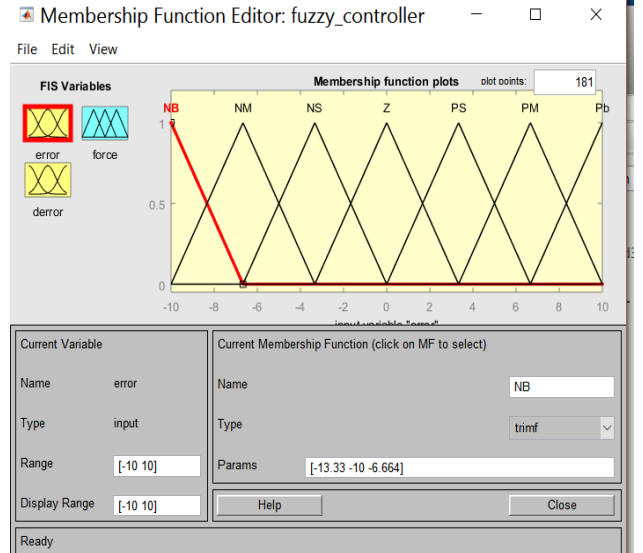 Membership Function Editor: fuzzy_controller
File Edit View
FIS Variables
Membership function plots
plot points: 181
NB NM NS Z PS PM Pb
1
0.5
0
-10 -8 -6 -4 -2 0 2 4 6 8 10
input variable "error"
error force
derror
Current Variable
Name error
Type input
Range [-10 10]
Display Range [-10 10]
Current Membership Function (click on MF to select)
Name NB
Type trimf
Params [-13.33 -10 -6.664]
Help Close
Ready